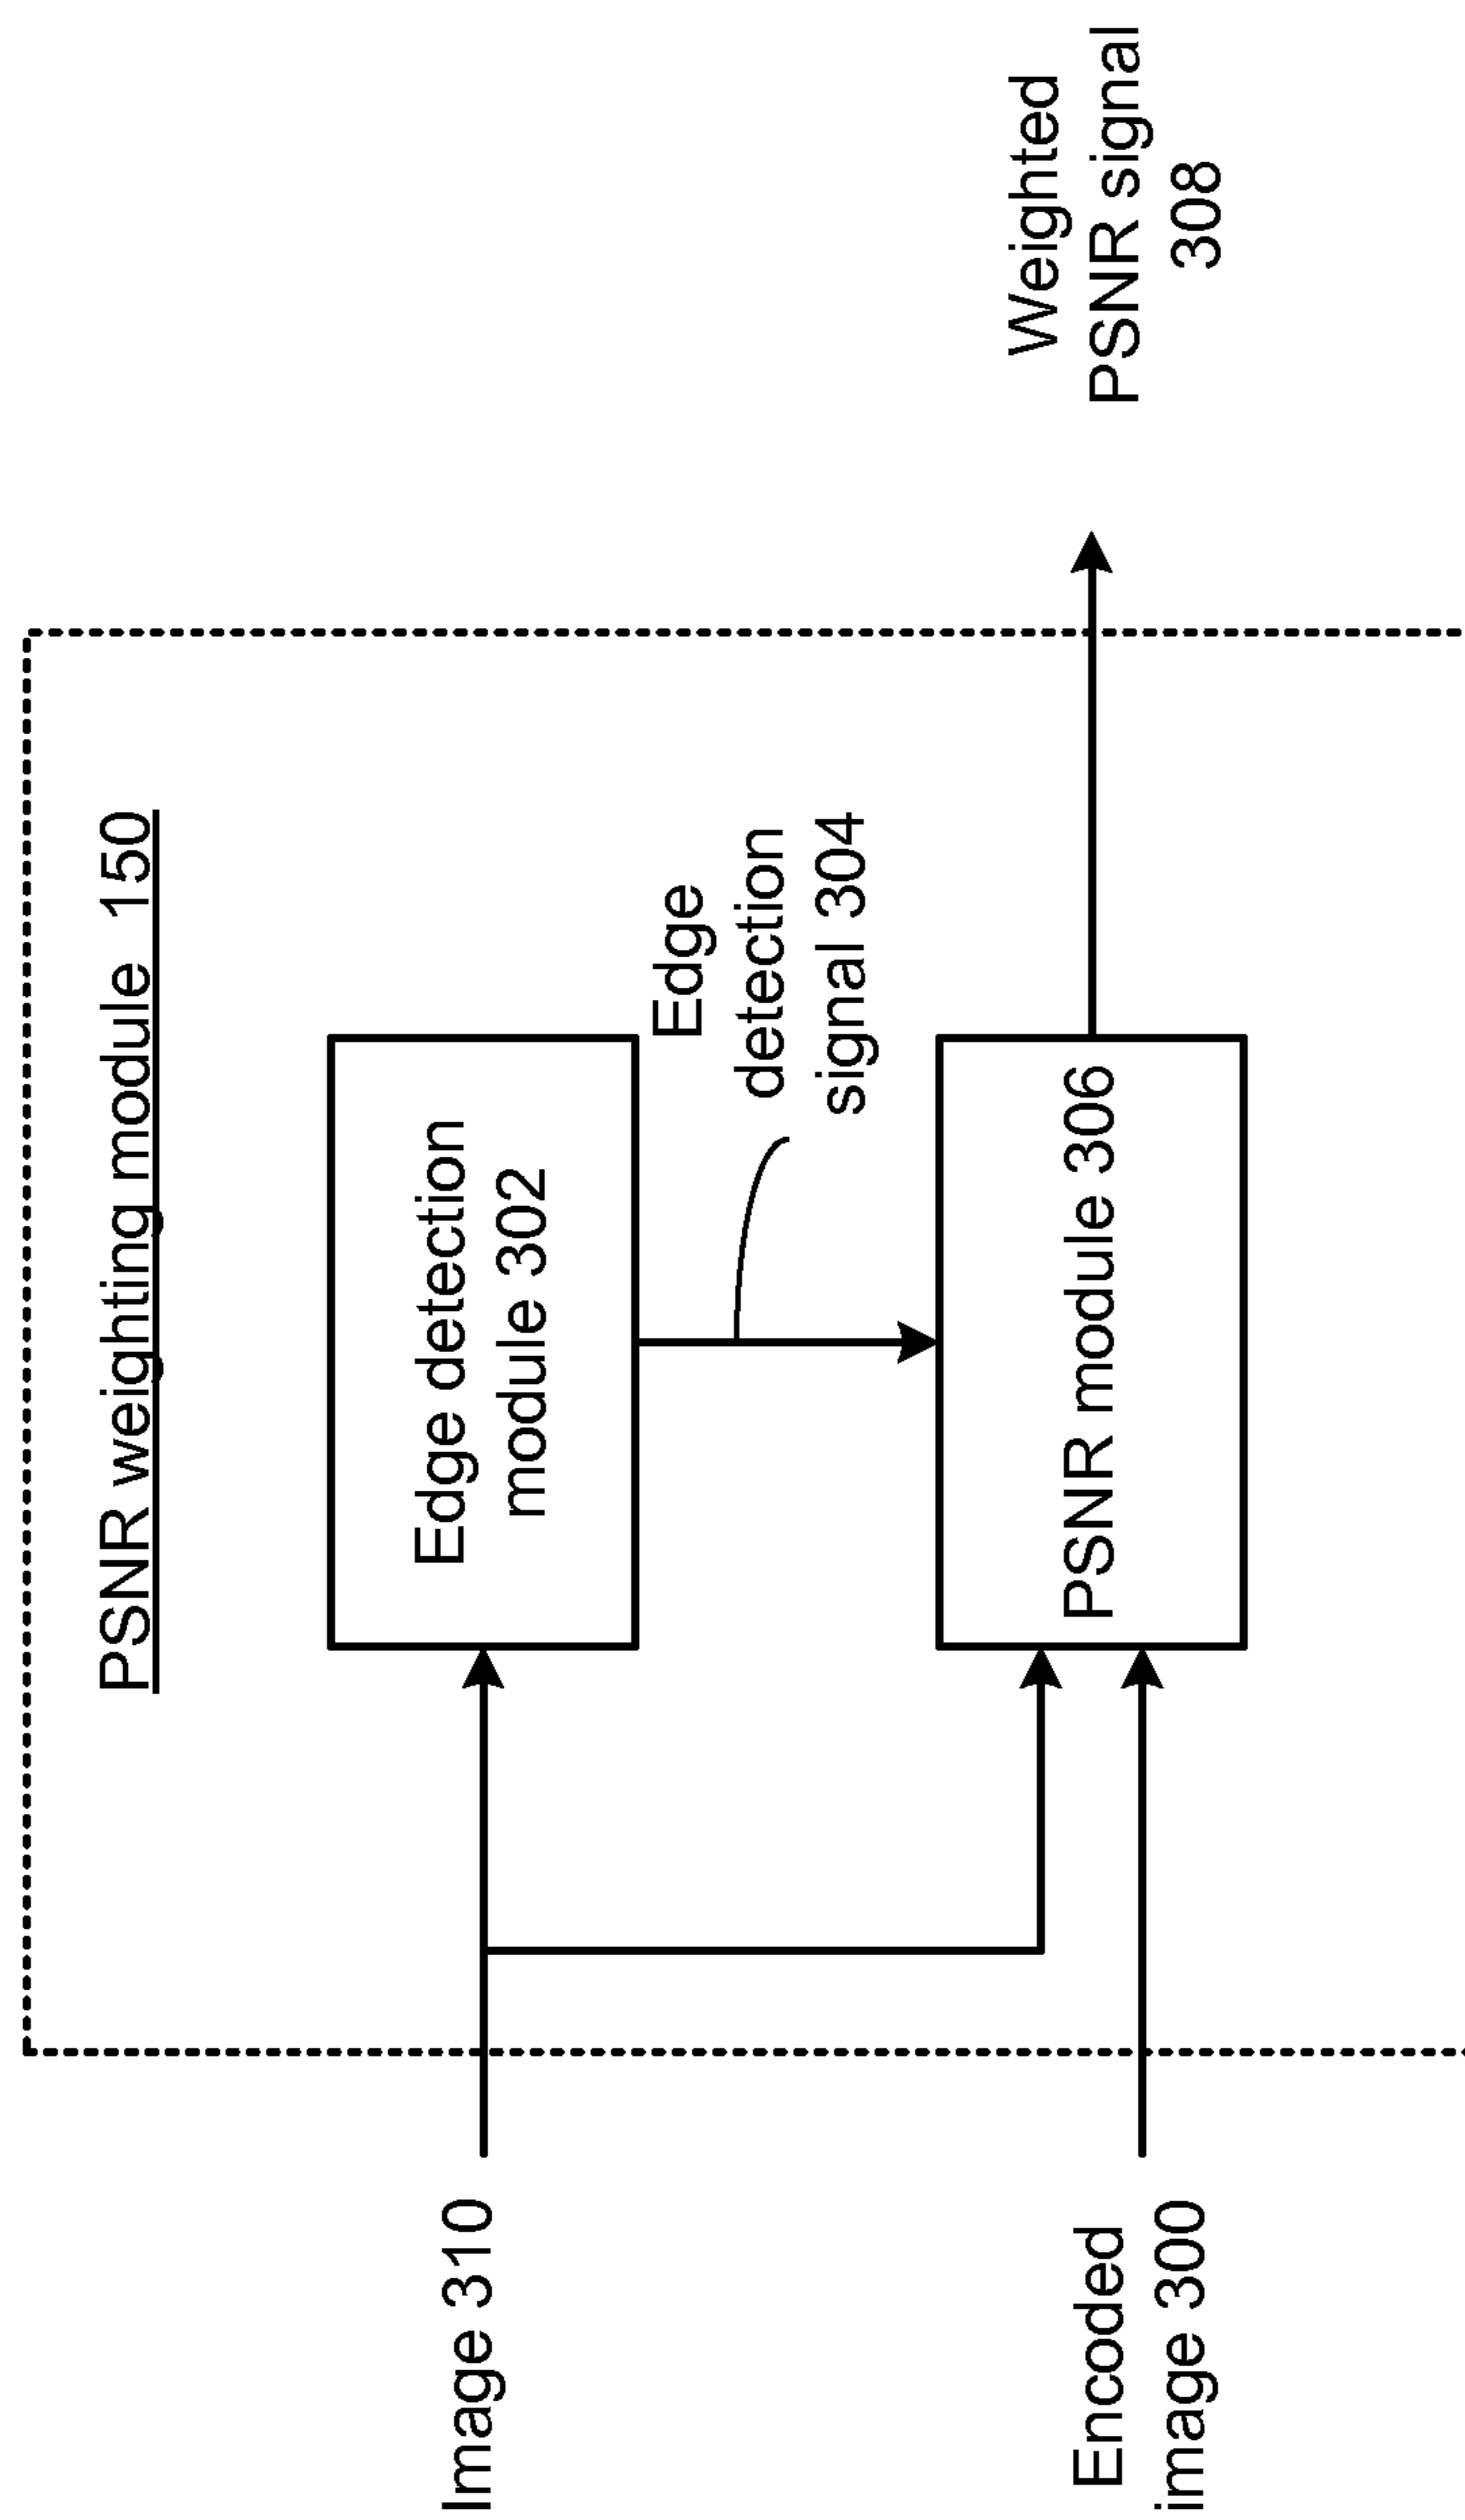 PSNR weighting module 150
Image 310
Edge detection
module 302
Edge
detection
signal 304
Encoded
image 300
PSNR module 306
Weighted
PSNR signal
308